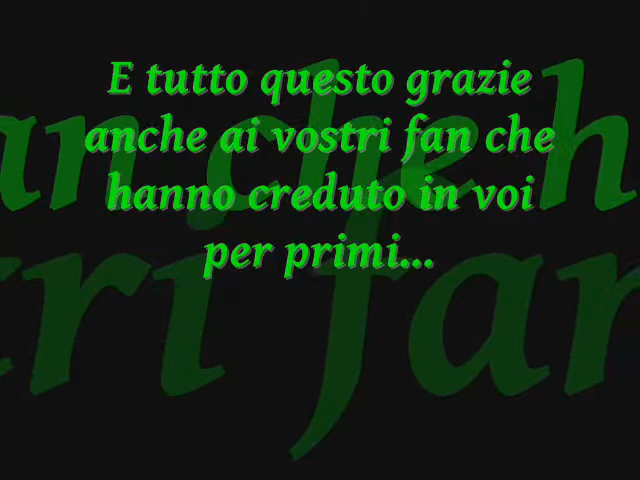 E tutto questo grazie
anche ai vostri fan che
hanno creduto in voi
per primi...